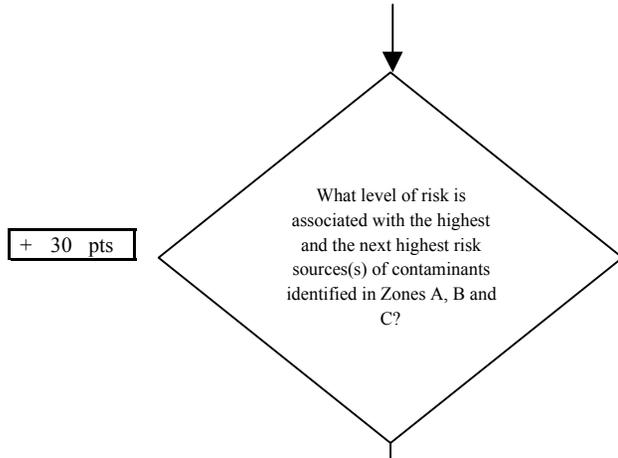 + 30 pts
What level of risk is
associated with the highest
and the next highest risk
sources(s) of contaminants
identified in Zones A, B and
C?